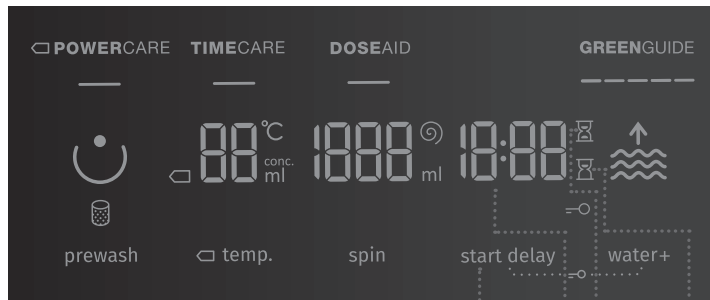 POWERCARE TIMECARE DOSEAID GREENGUIDE
88 °C 1888 18:88
conc.
ml ml
prewash temp. spin start delay water+